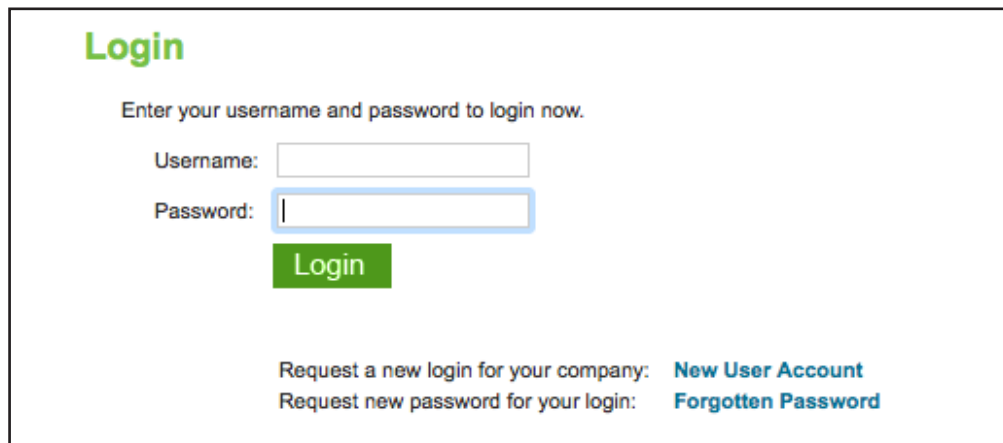 Login
Enter your username and password to login now.
Username:
Password:
Login
Request a new login for your company: New User Account
Request new password for your login: Forgotten Password